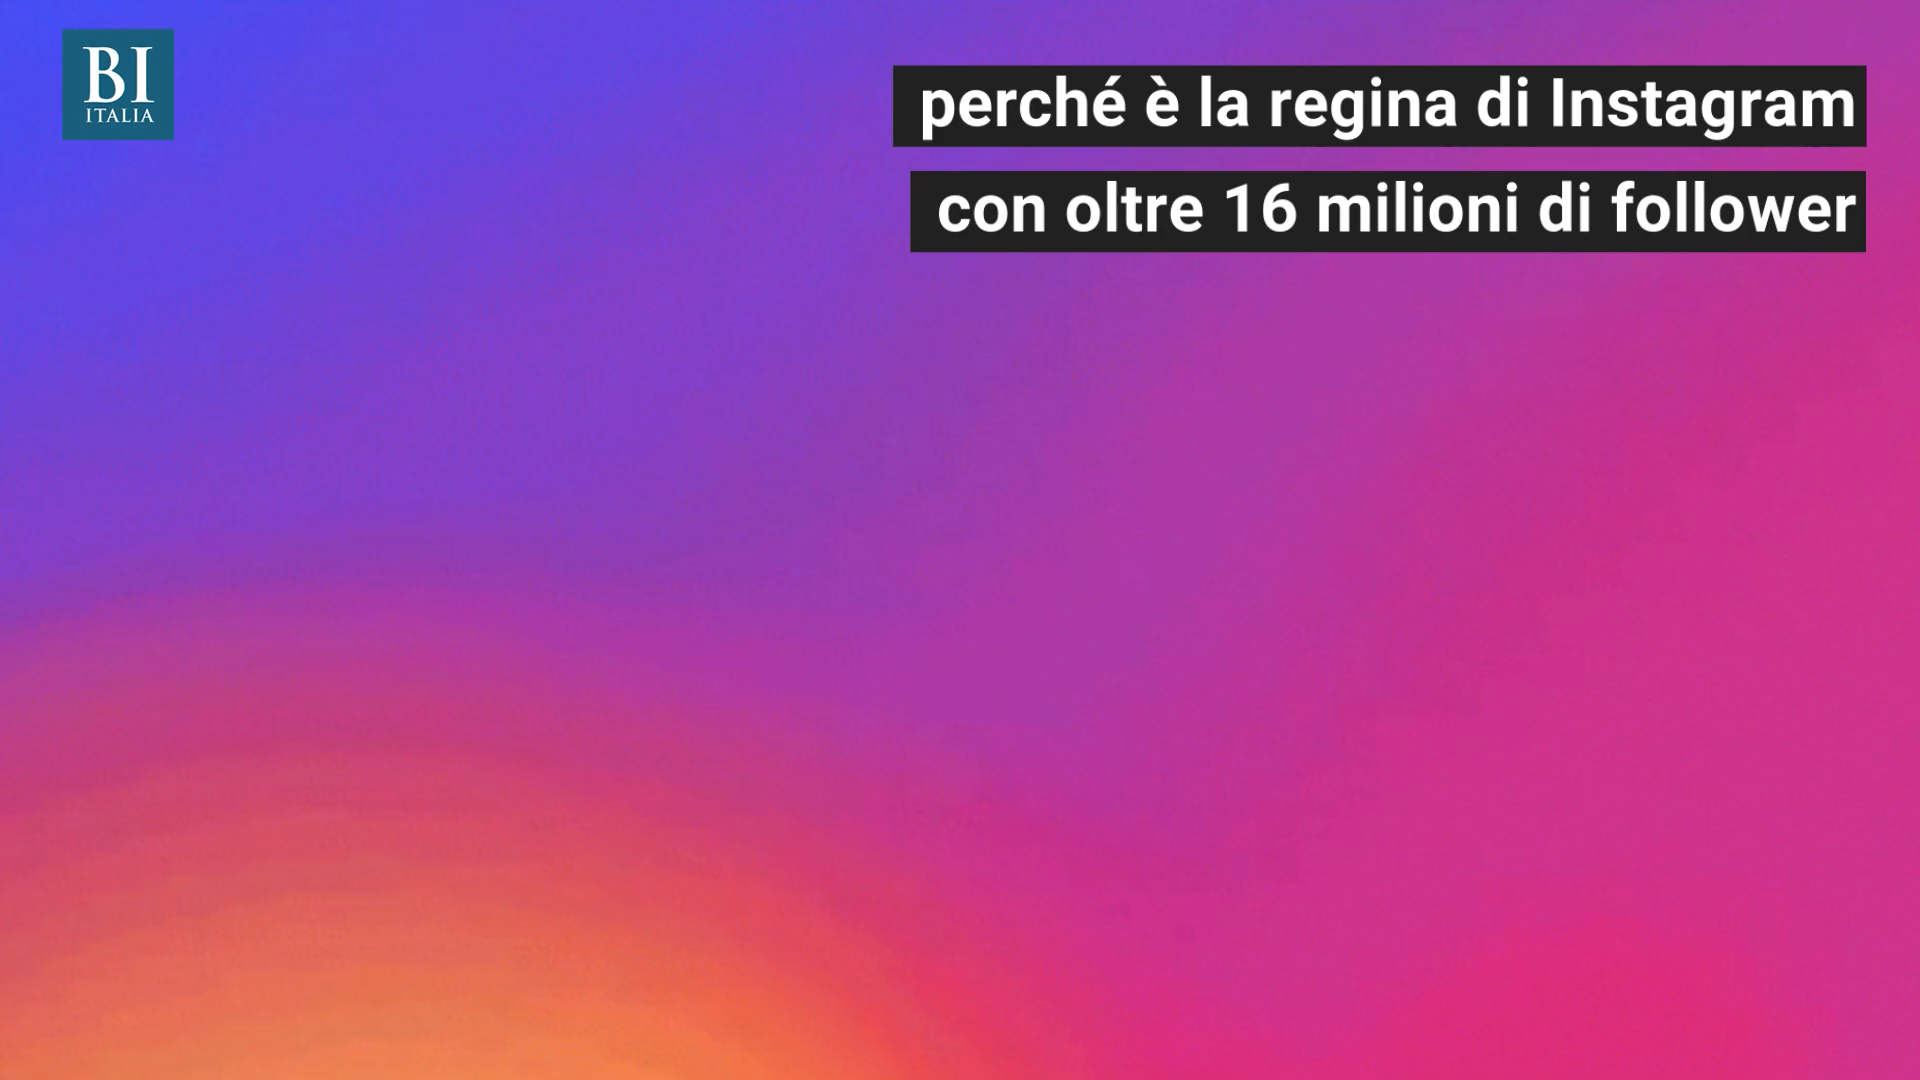 BI
ITALIA
perché è la regina di Instagram
con oltre 16 milioni di follower